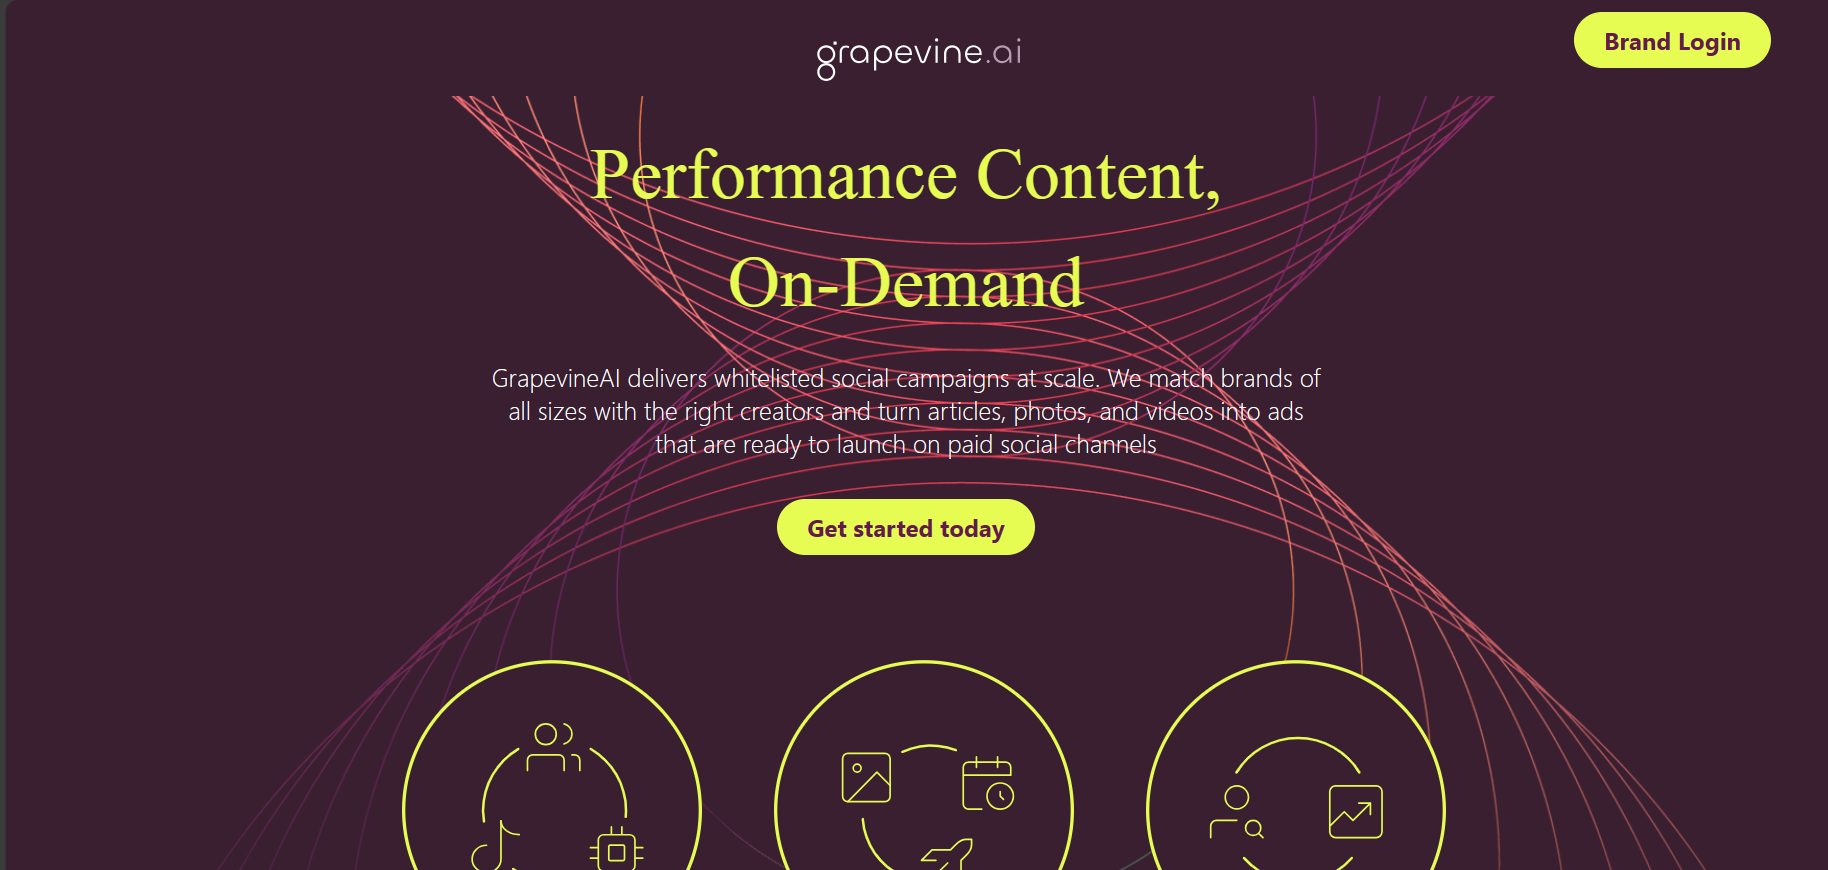 grapevine.ai
Brand Login
Performance Content,
On-Demand
GrapevineAI delivers whitelisted social campaigns at scale. We match brands of
all sizes with the right creators and turn articles, photos, and videos into ads
that are ready to launch on paid social channels
Get started today